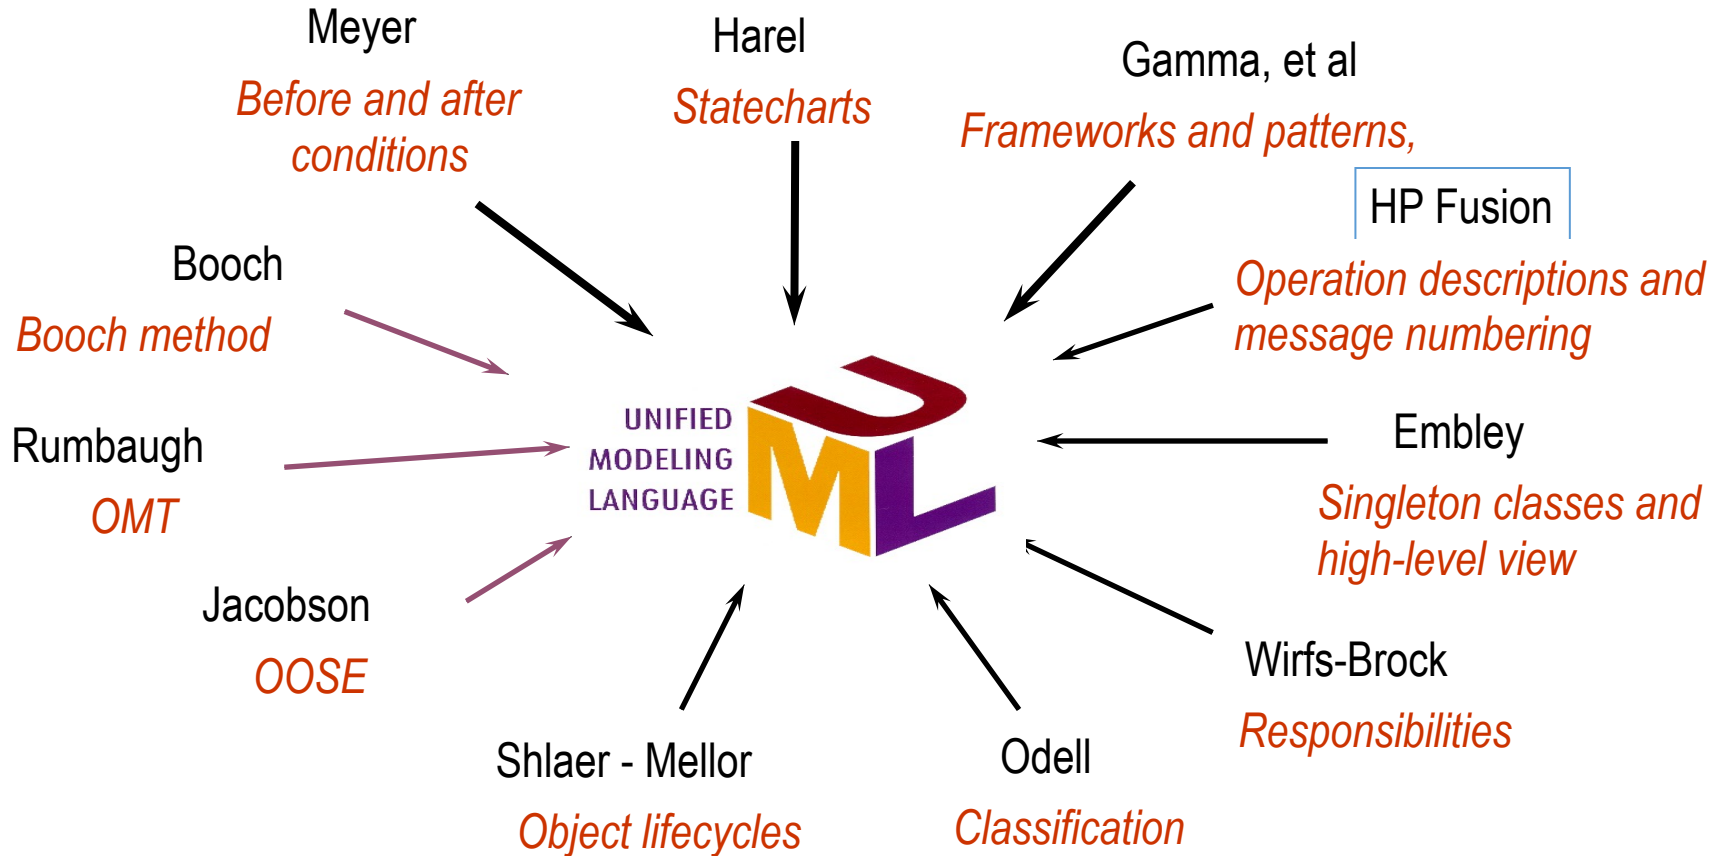 Meyer
Before and after
conditions
Harel
Statecharts
Gamma, et al
Frameworks and patterns,
HP Fusion
Operation descriptions and
message numbering
Booch
Booch method
Rumbaugh
OMT
Jacobson
OOSE
UNIFIED
MODELING
LANGUAGE
UML
Embley
Singleton classes and
high-level view
Wirfs-Brock
Responsibilities
Shlaer - Mellor
Object lifecycles
Odell
Classification